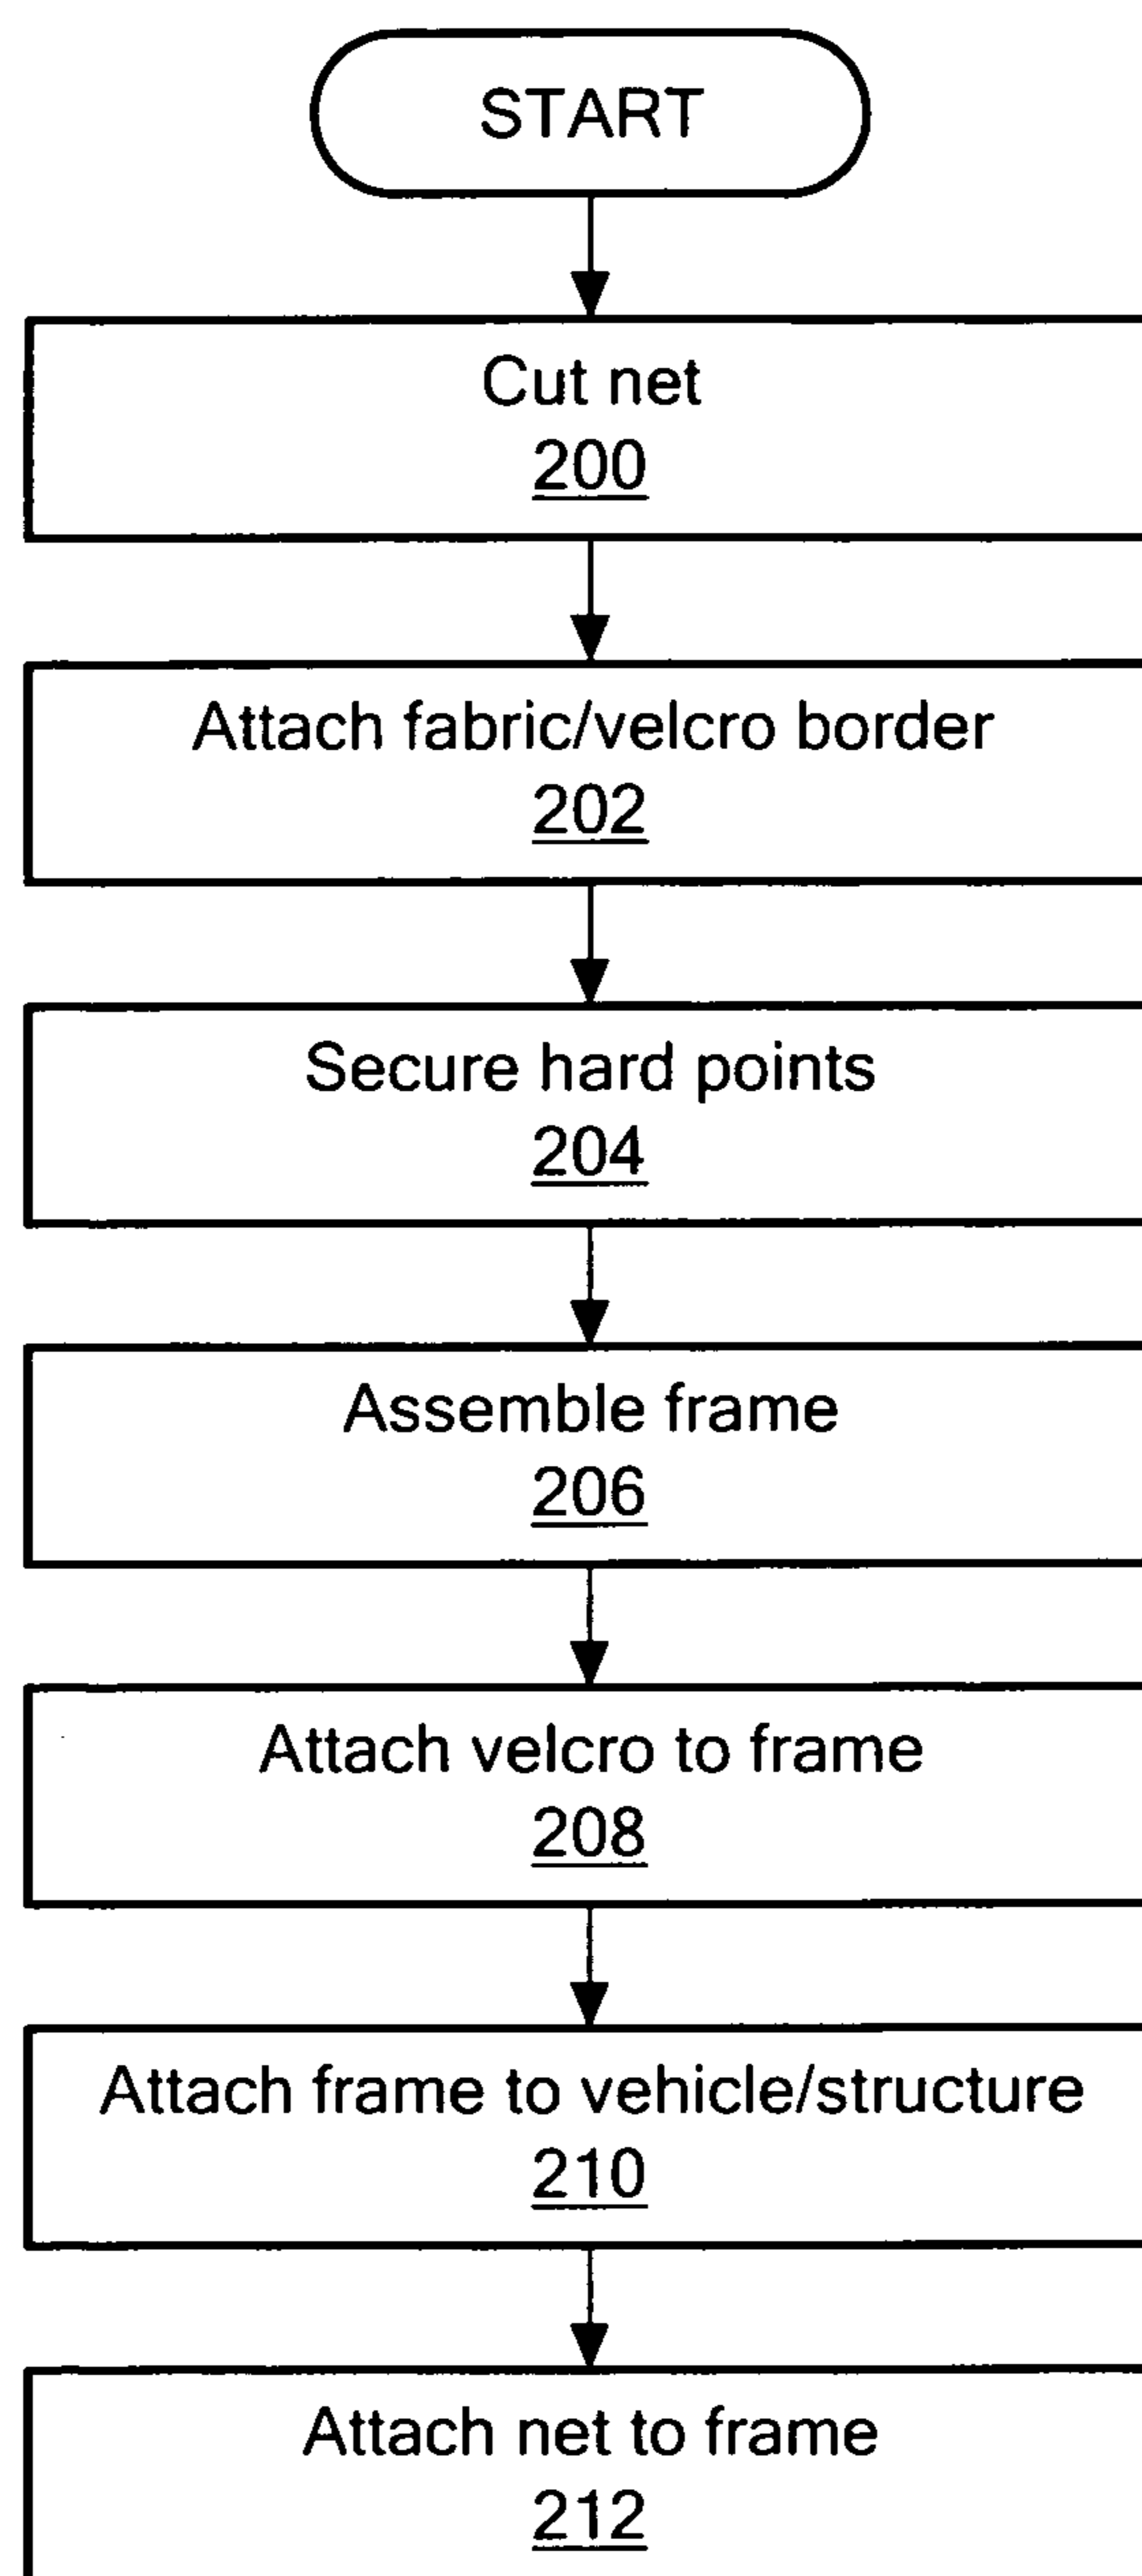 START
Cut net
200
Attach fabric/velcro border
202
Secure hard points
204
Assemble frame
206
Attach velcro to frame
208
Attach frame to vehicle/structure
210
Attach net to frame
212